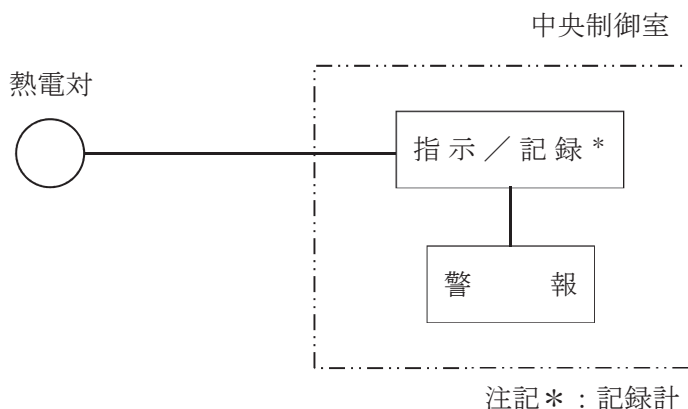 中央制御室
熱電対
指示／記録*
警報
注記＊：記録計